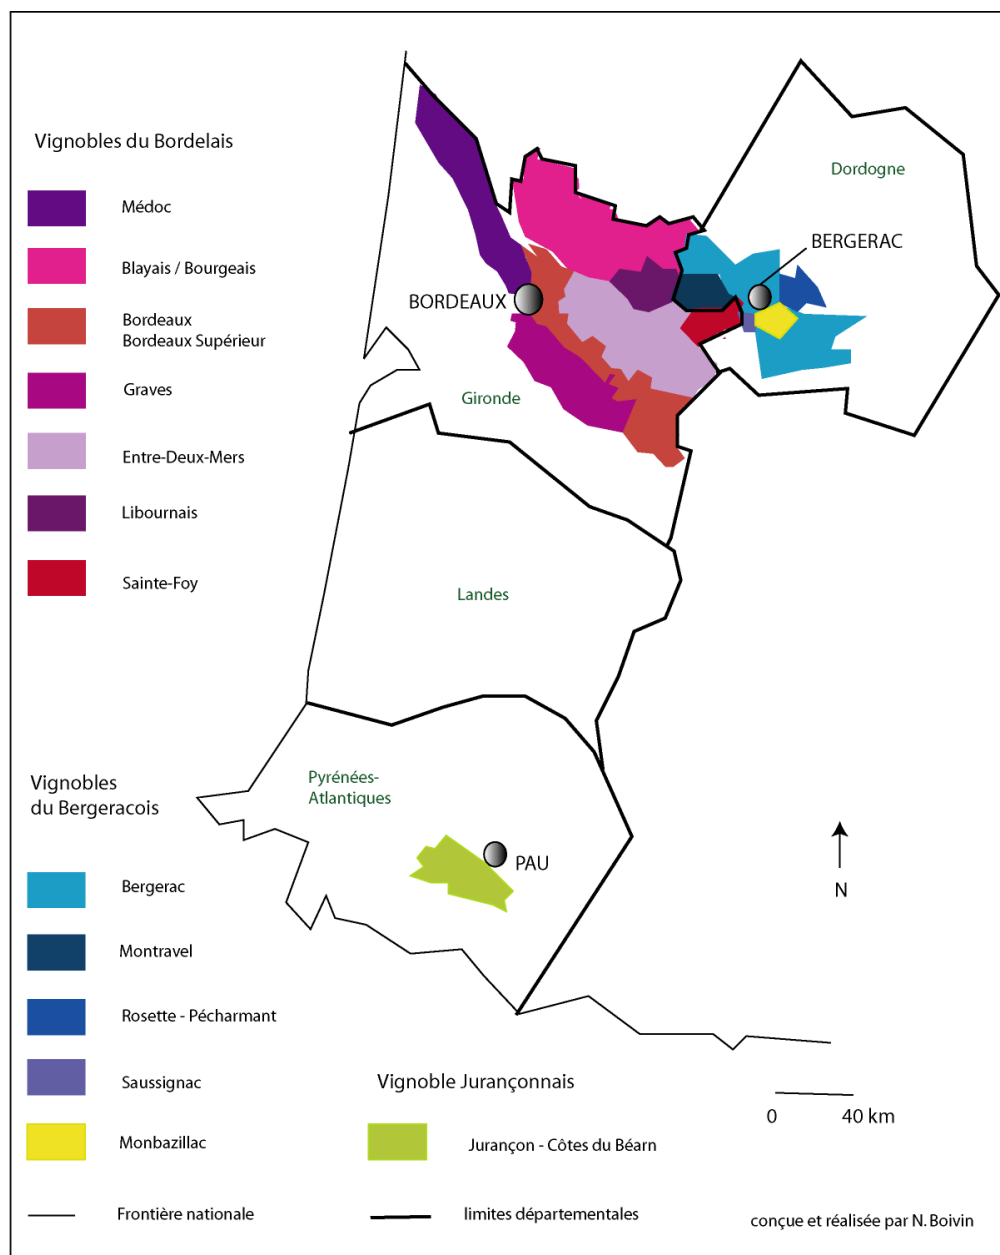 Vignobles du Bordelais
Médoc
Blayais / Bourgeais
Bordeaux
Bordeaux Supérieur
Graves
Entre-Deux-Mers
Libournais
Sainte-Foy
Dordogne
BERGERAC
BORDEAUX
Gironde
Landes
Pyrénées-
Atlantiques
PAU
N
Vignobles
du Bergeracois
Bergerac
Montravel
Rosette - Pécharmant
Saussignac
Monbazillac
Vignoble Jurançonnais
Jurançon - Côtes du Béarn
0 40 km
Frontière nationale
limites départementales
conçue et réalisée par N. Boivin